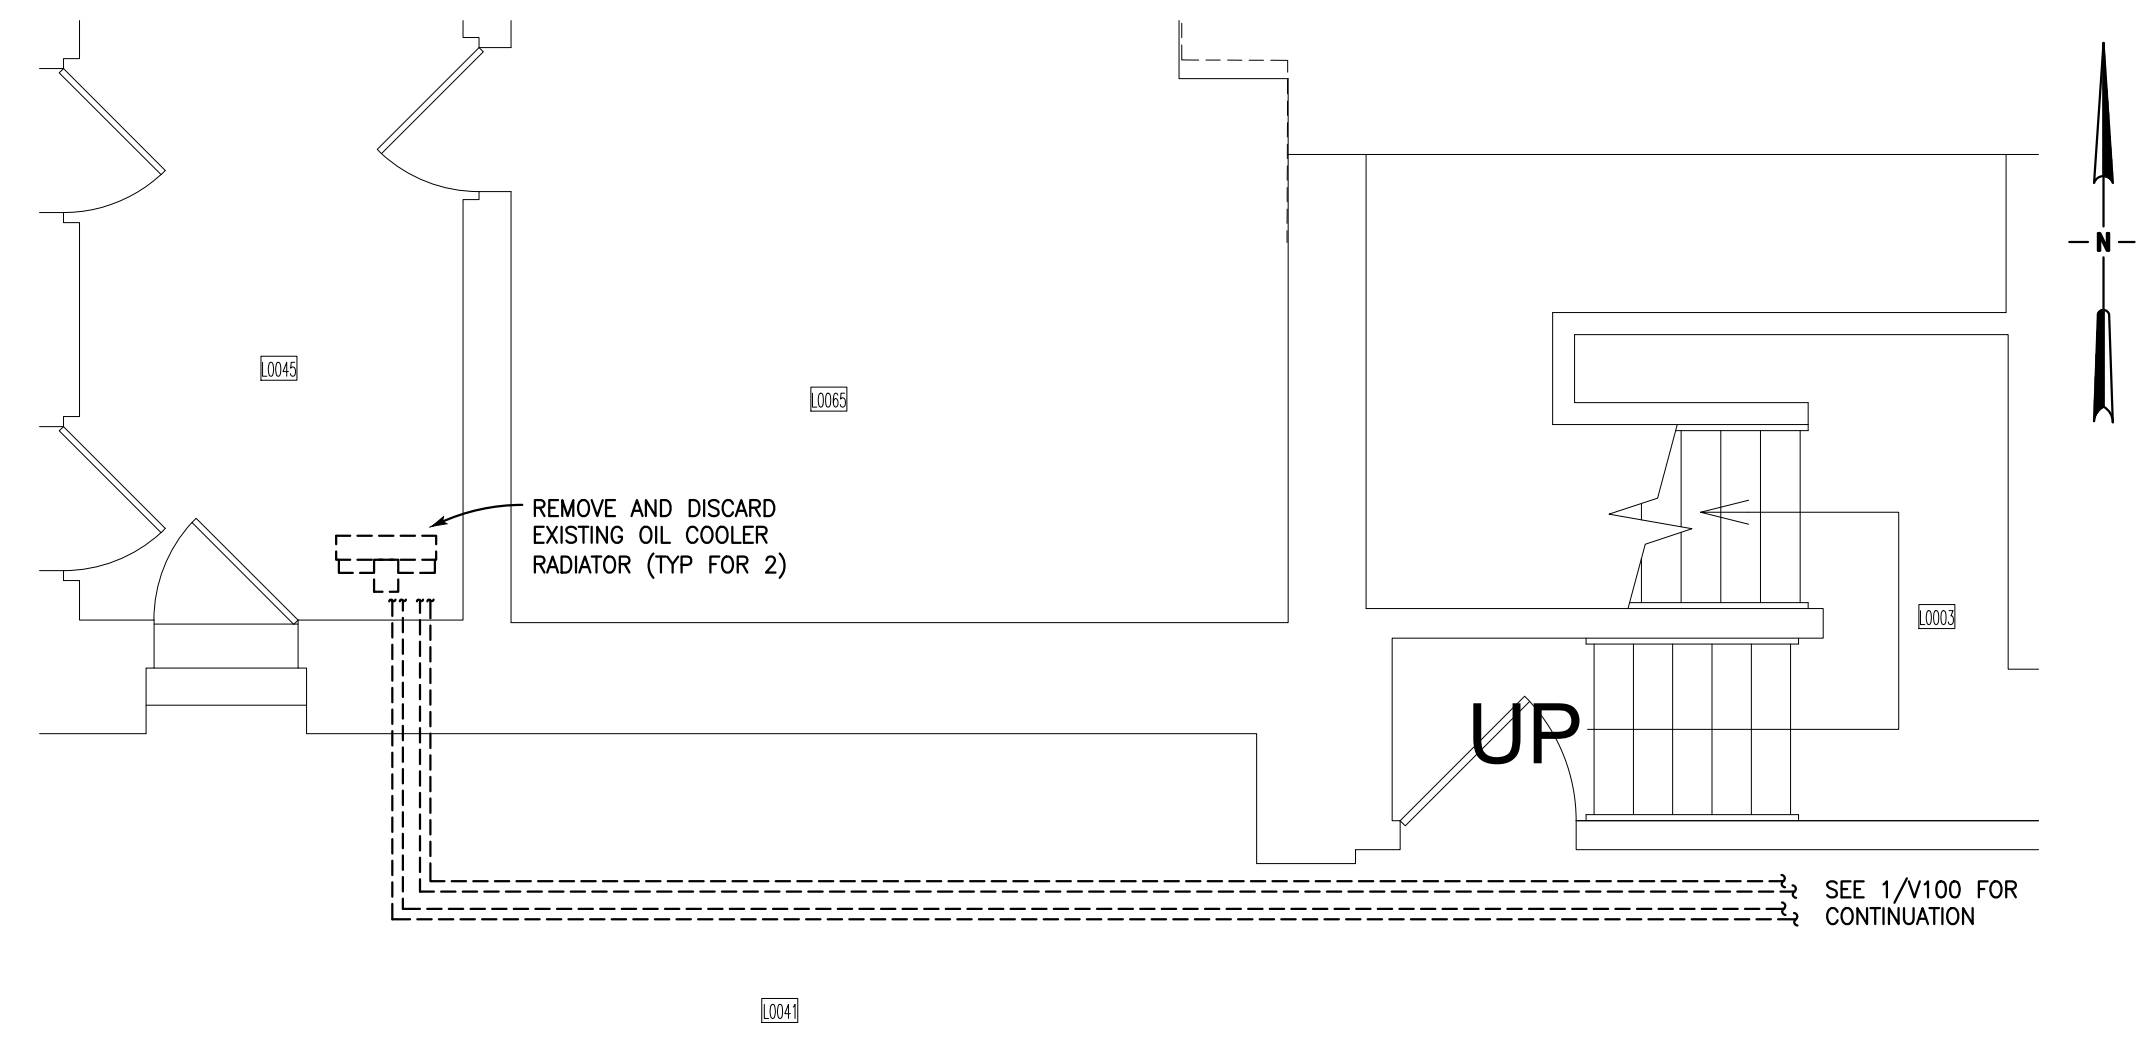 N
L0045
L0065
REMOVE AND DISCARD
EXISTING OIL COOLER
RADIATOR (TYP FOR 2)
L0003
UP
SEE 1/V100 FOR
CONTINUATION
L0041